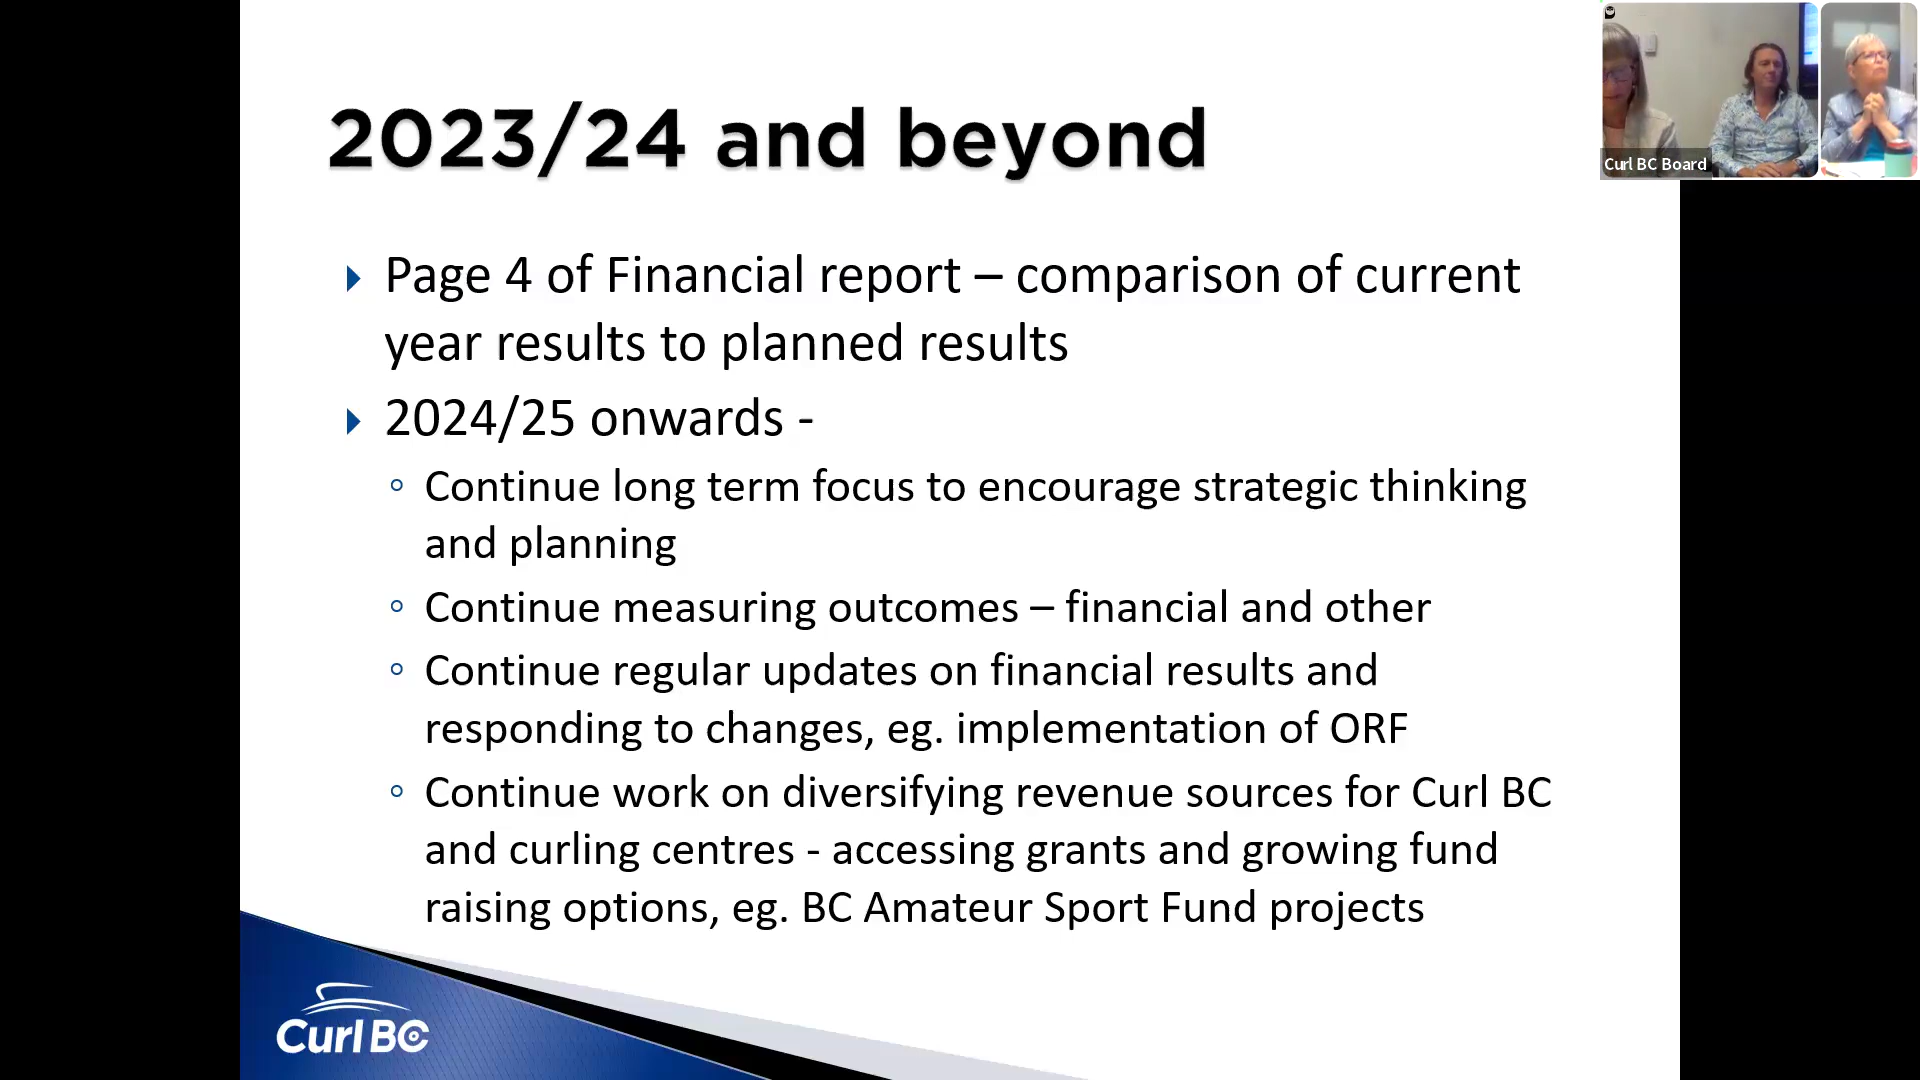 2023/24 and beyond
Page 4 of Financial report – comparison of current
year results to planned results
2024/25 onwards -
Continue long term focus to encourage strategic thinking
and planning
Continue measuring outcomes – financial and other
Continue regular updates on financial results and
responding to changes, eg. implementation of ORF
Continue work on diversifying revenue sources for Curl BC
and curling centres - accessing grants and growing fund
raising options, eg. BC Amateur Sport Fund projects
Curl BC
Curl BC Board